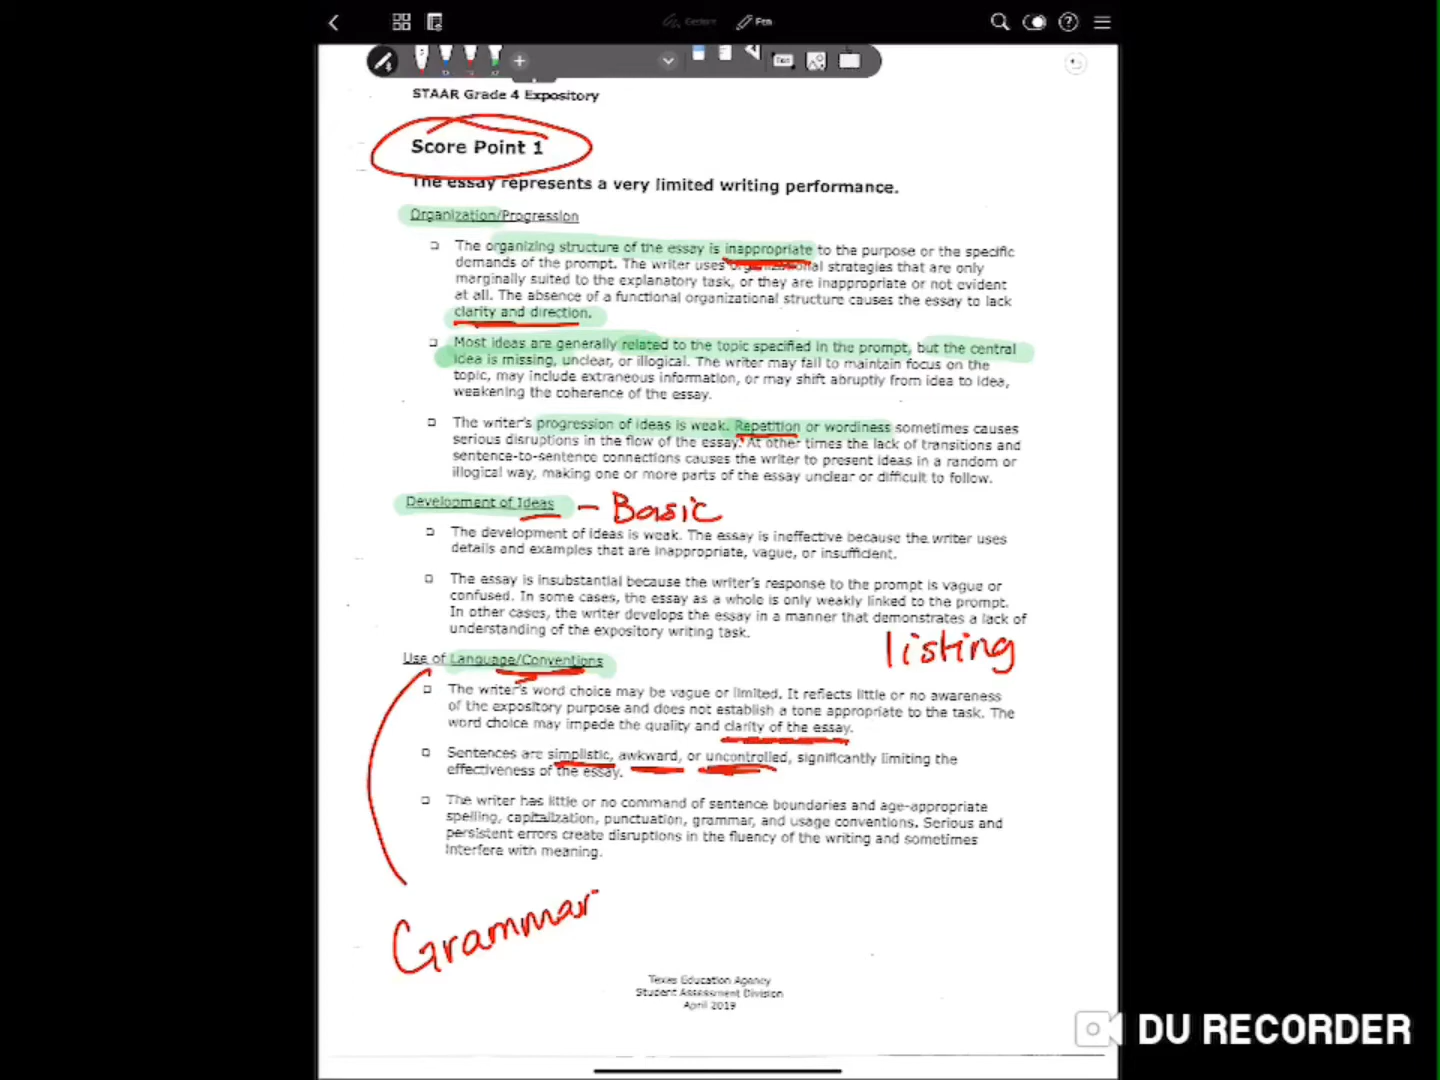 Pen
Text
STAAR Grade 4 Expository
Score Point 1
The essay represents a very limited writing performance.
Organization/Progression
The organizing structure of the essay is inappropriate to the purpose or the specific
demands of the prompt. The writer uses organizational strategies that are only
marginally suited to the explanatory task, or they are inappropriate or not evident
at all. The absence of a functional organizational structure causes the essay to lack
clarity and direction.
Most ideas are generally related to the topic specified in the prompt, but the central
idea is missing, unclear, or illogical. The writer may fail to maintain focus on the
topic, may include extraneous information, or may shift abruptly from idea to idea,
weakening the coherence of the essay.
The writer's progression of ideas is weak. Repetition or wordiness sometimes causes
serious disruptions in the flow of the essay. At other times the lack of transitions and
sentence-to-sentence connections causes the writer to present ideas in a random or
illogical way, making one or more parts of the essay unclear or difficult to follow.
Development of Ideas - Basic
The development of ideas is weak. The essay is ineffective because the writer uses
details and examples that are inappropriate, vague, or insufficient.
The essay is insubstantial because the writer's response to the prompt is vague or
confused. In some cases, the essay as a whole is only weakly linked to the prompt.
In other cases, the writer develops the essay in a manner that demonstrates a lack of
understanding of the expository writing task.
listing
Use of Language/Conventions
The writer's word choice may be vague or limited. It reflects little or no awareness
of the expository purpose and does not establish a tone appropriate to the task. The
word choice may impede the quality and clarity of the essay.
Sentences are simplistic, awkward, or uncontrolled, significantly limiting the
effectiveness of the essay.
The writer has little or no command of sentence boundaries and age-appropriate
spelling, capitalization, punctuation, grammar, and usage conventions. Serious and
persistent errors create disruptions in the fluency of the writing and sometimes
interfere with meaning.
Grammar
Texas Education Agency
Student Assessment Division
April 2019
DU RECORDER